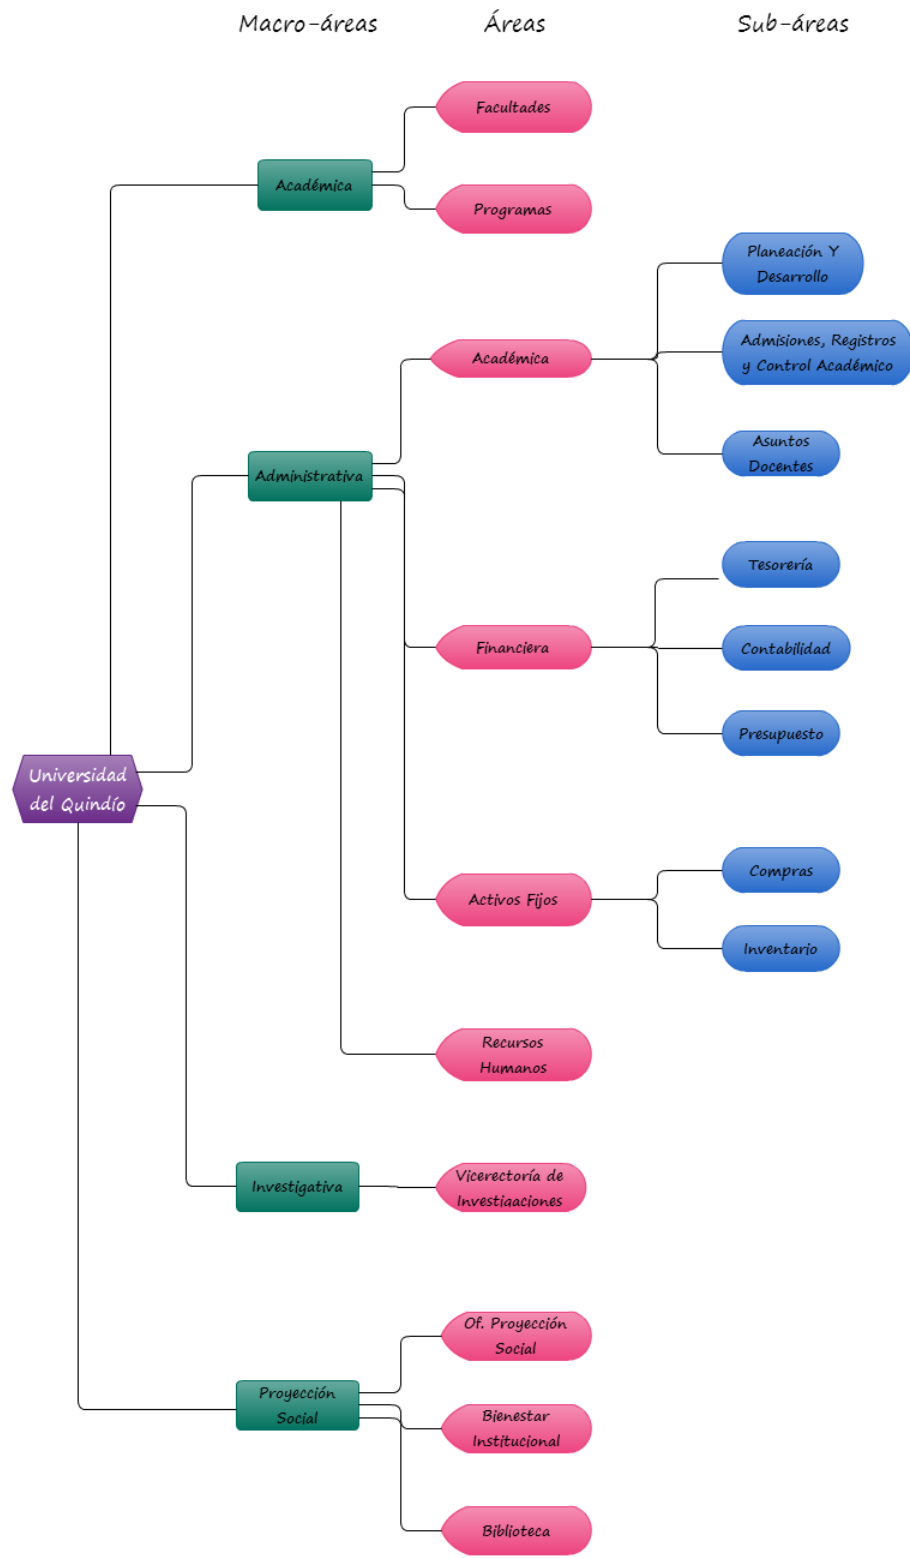 Macro-áreas
Áreas
Sub-áreas
Facultades
Académica
Programas
Planeación Y
Desarrollo
Admisiones, Registros
y Control Académico
Académica
Asuntos
Docentes
Administrativa
Tesorería
Financiera
Contabilidad
Presupuesto
Universidad
del Quindío
Compras
Activos Fijos
Inventario
Recursos
Humanos
Investigativa
Vicerectoría de
Investigaciones
Of. Proyección
Social
Proyección
Social
Bienestar
Institucional
Biblioteca